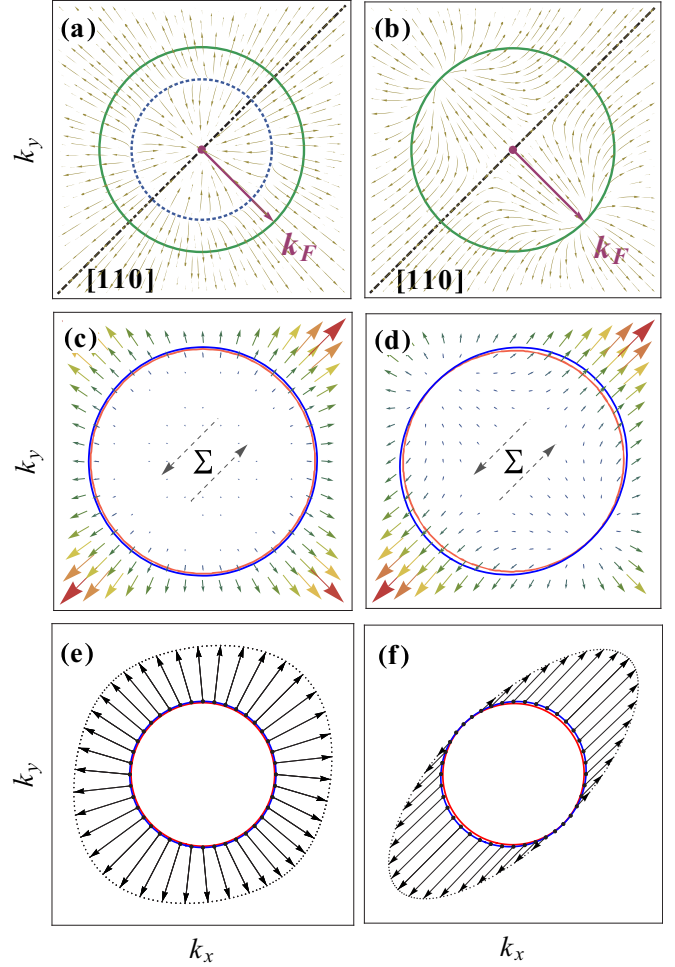 (a)
(b)
k_y
k_F
k_F
[110]
[110]
(c)
(d)
k_y
Σ
Σ
(e)
(f)
k_y
k_x
k_x